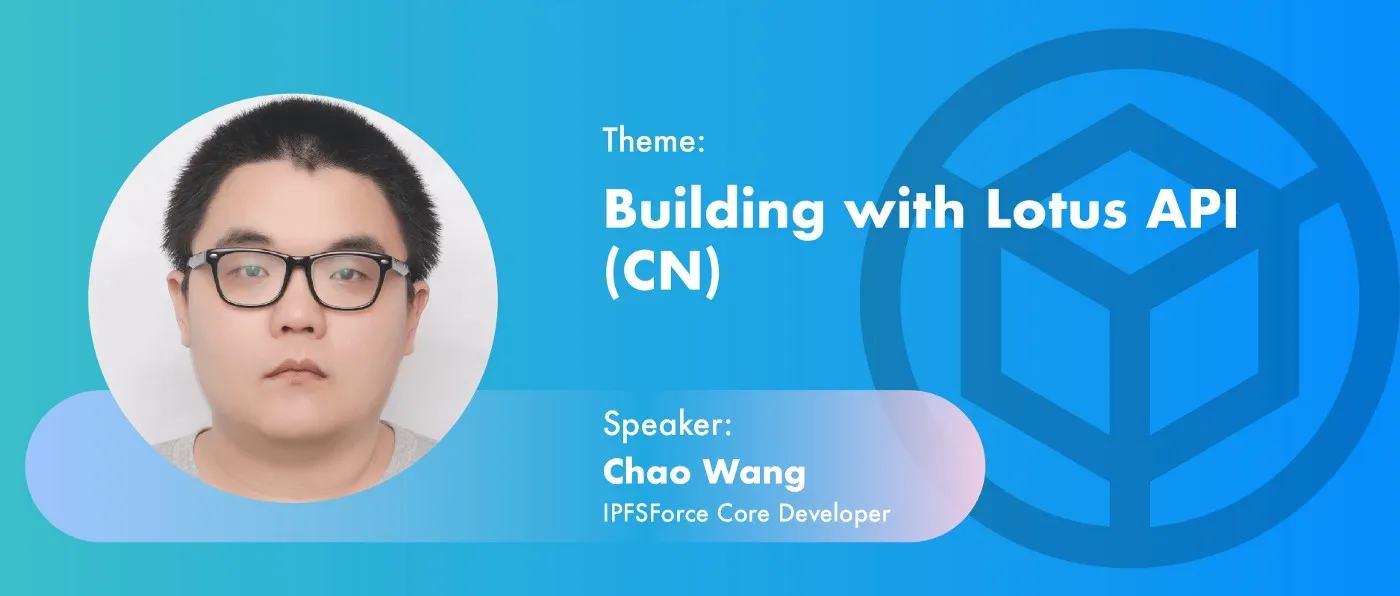 Theme:
Building with Lotus API
(CN)
Speaker:
Chao Wang
IPFSForce Core Developer